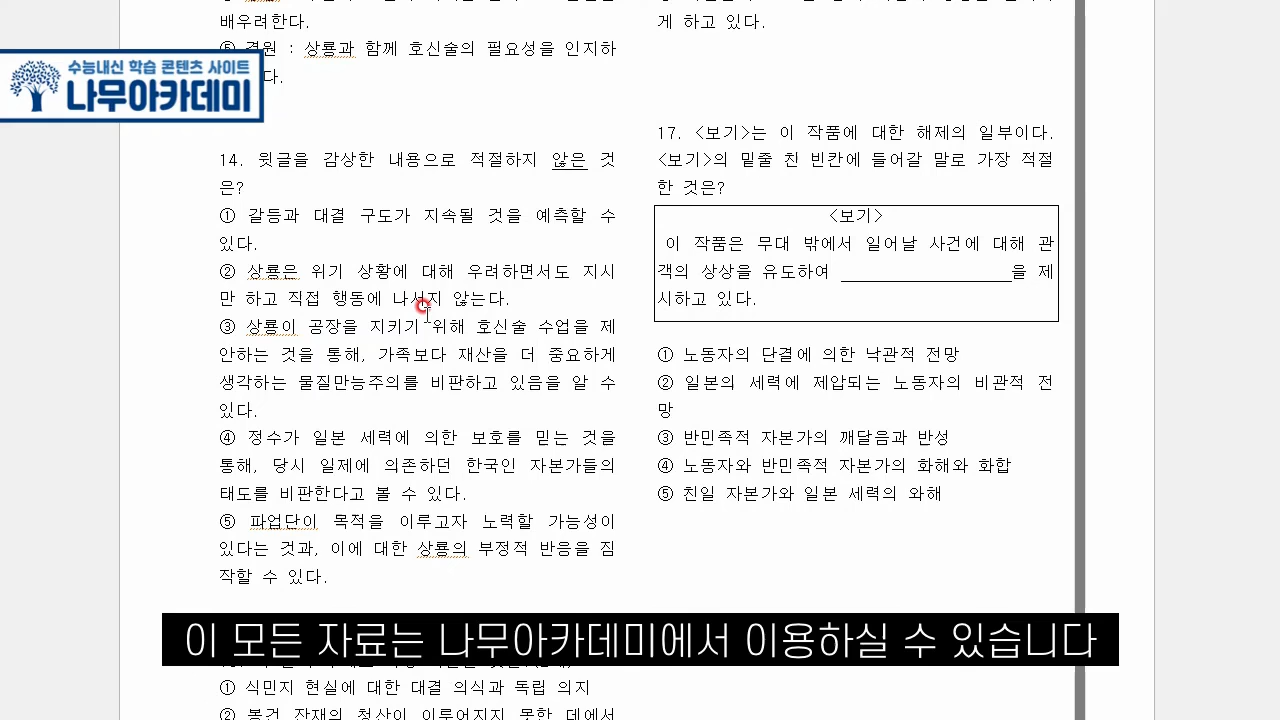 배우려한다.
⑤ 경원 : 상룡과 함께 호신술의 필요성을 인지하
다.
수능내신 학습 콘텐츠 사이트
나무아카데미
14. 윗글을 감상한 내용으로 적절하지 않은 것
은?
① 갈등과 대결 구도가 지속될 것을 예측할 수
있다.
② 상룡은 위기 상황에 대해 우려하면서도 지시
만 하고 직접 행동에 나서지 않는다.
③ 상룡이 공장을 지키기 위해 호신술 수업을 제
안하는 것을 통해, 가족보다 재산을 더 중요하게
생각하는 물질만능주의를 비판하고 있음을 알 수
있다.
④ 정수가 일본 세력에 의한 보호를 믿는 것을
통해, 당시 일제에 의존하던 한국인 자본가들의
태도를 비판한다고 볼 수 있다.
⑤ 파업단이 목적을 이루고자 노력할 가능성이
있다는 것과, 이에 대한 상룡의 부정적 반응을 짐
작할 수 있다.
① 식민지 현실에 대한 대결 의식과 독립 의지
② 봉건 잔재의 청산이 이루어지지 못한 데에서
게 하고 있다.
17. <보기>는 이 작품에 대한 해제의 일부이다.
<보기>의 밑줄 친 빈칸에 들어갈 말로 가장 적절
한 것은?
<보기>
이 작품은 무대 밖에서 일어날 사건에 대해 관
객의 상상을 유도하여 을 제
시하고 있다.
① 노동자의 단결에 의한 낙관적 전망
② 일본의 세력에 제압되는 노동자의 비관적 전
망
③ 반민족적 자본가의 깨달음과 반성
④ 노동자와 반민족적 자본가의 화해와 화합
⑤ 친일 자본가와 일본 세력의 와해
이 모든 자료는 나무아카데미에서 이용하실 수 있습니다